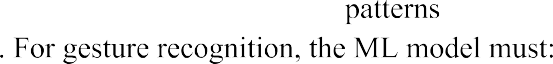 patterns
. For gesture recognition, the ML model must: